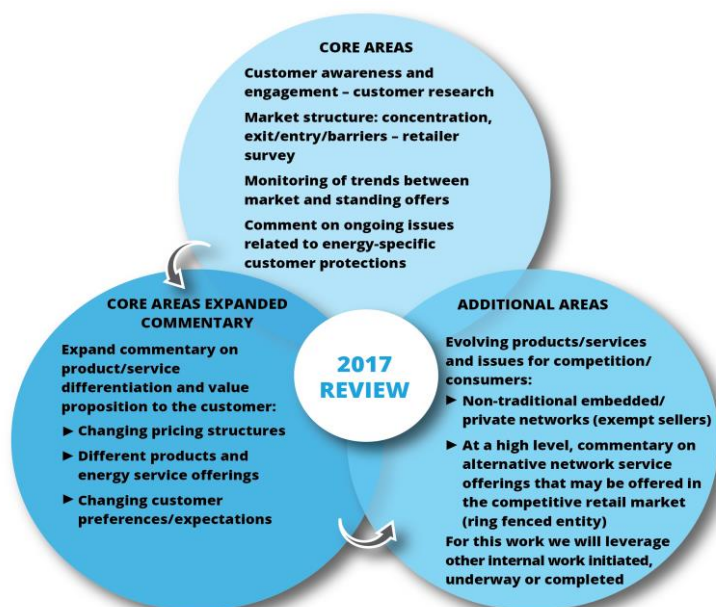 CORE AREAS
Customer awareness and
engagement – customer research
Market structure: concentration,
exit/entry/barriers – retailer
survey
Monitoring of trends between
market and standing offers
Comment on ongoing issues
related to energy-specific
customer protections
CORE AREAS EXPANDED
COMMENTARY
Expand commentary on
product/service
differentiation and value
proposition to the customer:
► Changing pricing structures
► Different products and
energy service offerings
► Changing customer
preferences/expectations
2017
REVIEW
ADDITIONAL AREAS
Evolving products/services
and issues for competition/
consumers:
► Non-traditional embedded/
private networks (exempt sellers)
► At a high level, commentary on
alternative network service
offerings that may be offered in
the competitive retail market
(ring fenced entity)
For this work we will leverage
other internal work initiated,
underway or completed